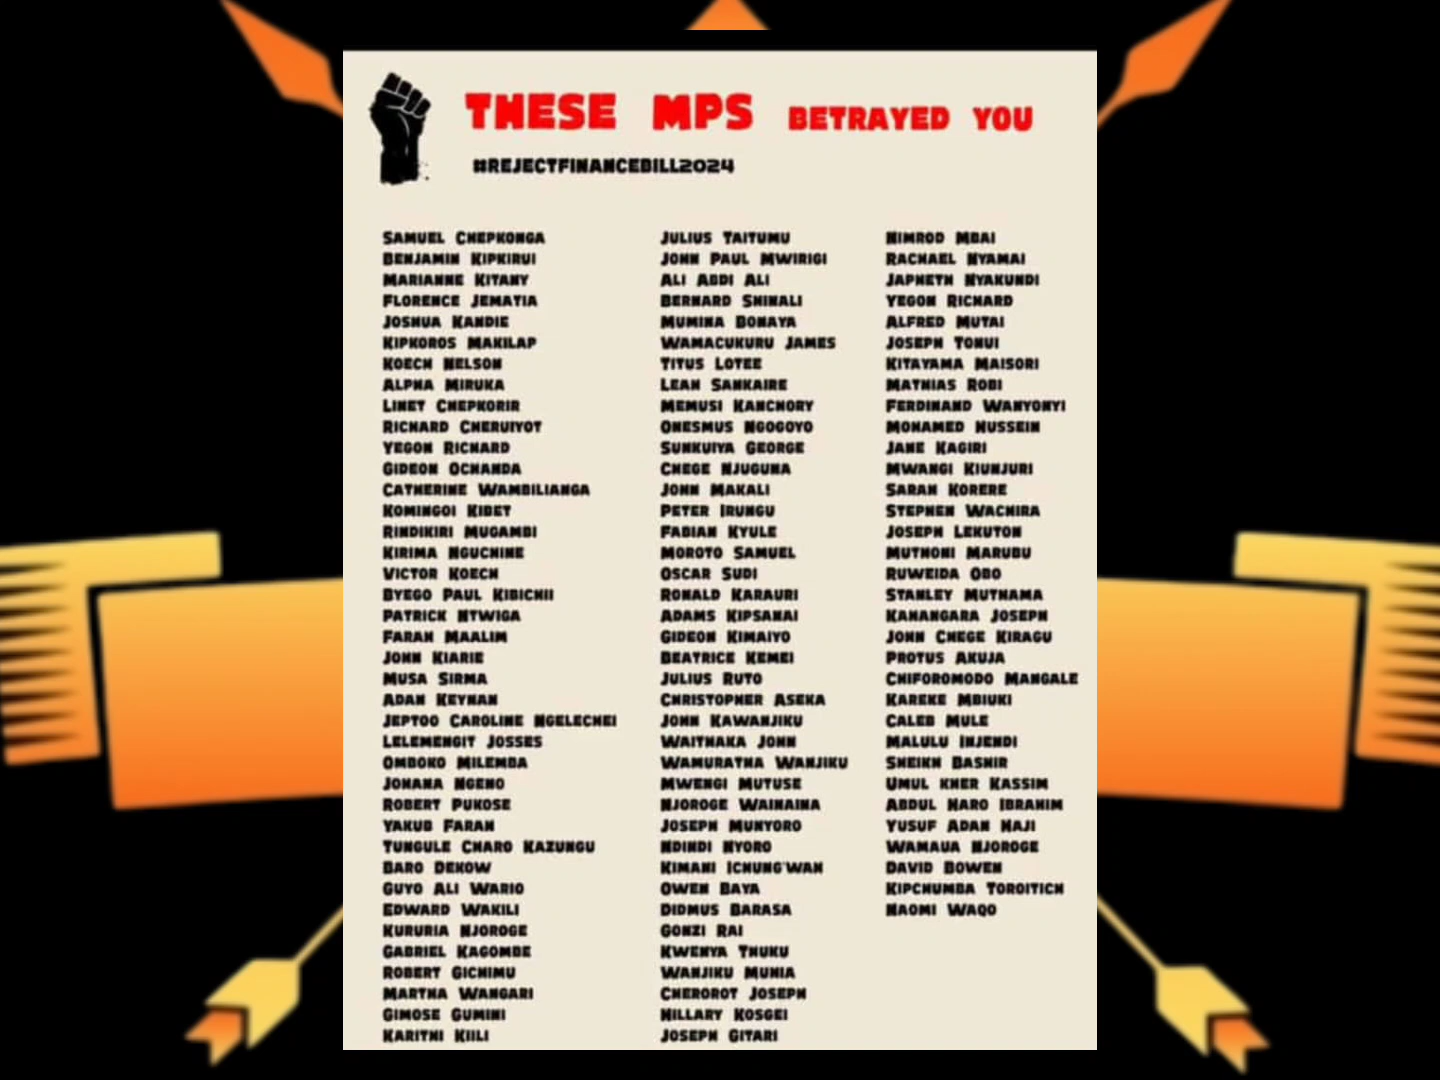 THESE MPS BETRAYED YOU
#REJECTFINANCEBILL2024
SAMUEL CHEPKONGA
BENJAMIN KIPKIRUI
MARIANNE KITANY
FLORENCE JEMATIA
JOSHUA KANDIE
KIPKOROS MAKILAP
KOECH NELSON
ALPHA MIRUKA
LINET CHEPKORIR
RICHARD CHERUIYOT
YEGON RICHARD
GIDEON OCHANDA
CATHERINE WAMBILIANGA
KOMINGOI KIBET
RINDIKIRI MUGAMBI
KIRIMA NGUCHINE
VICTOR KOECH
BYEGO PAUL KIBICHII
PATRICK NTWIGA
FARAH MAALIM
JOHN KIARIE
MUSA SIRMA
ADAN KEYNAN
JEPTOO CAROLINE NGELECHEI
LELEMENGIT JOSSES
OMBOKO MILEMBA
JOHANA NGENO
ROBERT PUKOSE
YAKUB FARAH
TUNGULE CHARO KAZUNGU
BARO DEKOW
GUYO ALI WARIO
EDWARD WAKILI
KURURIA NJOROGE
GABRIEL KAGOMBE
ROBERT GICHIMU
MARTHA WANGARI
GIMOSE GUMINI
KARITHI KIILI
JULIUS TAITUMU
JOHN PAUL MWIRIGI
ALI ABDI ALI
BERNARD SHINALI
MUMINA BONAYA
WAMACUKURU JAMES
TITUS LOTEE
LEAH SANKAIRE
MEMUSI KANCHORY
ONESMUS NGOGOYO
SUNKUIYA GEORGE
CHEGE NJUGUNA
JOHN MAKALI
PETER IRUNGU
FABIAN KYULE
MOROTO SAMUEL
OSCAR SUDI
RONALD KARAURI
ADAMS KIPSANAI
GIDEON KIMAIYO
BEATRICE KEMEI
JULIUS RUTO
CHRISTOPHER ASEKA
JOHN KAWANJIKU
WAITHAKA JOHN
WAMURATHA WANJIKU
MWENGI MUTUSE
NJOROGE WAINAINA
JOSEPH MUNYORO
NDINDI NYORO
KIMANI ICHUNG'WAH
OWEN BAYA
DIDMUS BARASA
GONZI RAI
KWENYA THUKU
WANJIKU MUHIA
CHEROROT JOSEPH
HILLARY KOSGEI
JOSEPH GITARI
NIMROD MBAI
RACHAEL NYAMAI
JAPHETH NYAKUNDI
YEGON RICHARD
ALFRED MUTAI
JOSEPH TONUI
KITAYAMA MAISORI
MATHIAS ROBI
FERDINAND WANYONYI
MOHAMED HUSSEIN
JANE KAGIRI
MWANGI KIUNJURI
SARAH KORERE
STEPHEN WACHIRA
JOSEPH LEKUTON
MUTHONI MARUBU
RUWEIDA OBO
STANLEY MUTHAMA
KAHANGARA JOSEPH
JOHN CHEGE KIRAGU
PROTUS AKUJA
CHIFOROMODO MANGALE
KAREKE MBIUKI
CALEB MULE
MALULU INJENDI
SHEIKH BASHIR
UMUL KHER KASSIM
ABDUL HARO IBRAHIM
YUSUF ADAN HAJI
WAMAUA NJOROGE
DAVID BOWEN
KIPCHUMBA TOROITICH
NAOMI WAQO